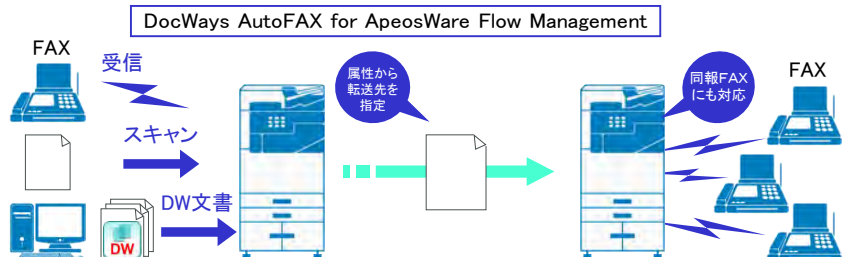 DocWays AutoFAX for ApeosWare Flow Management
FAX
受信
属性から
転送先を
指定
同報FAX
にも対応
FAX
スキャン
DW文書
DW